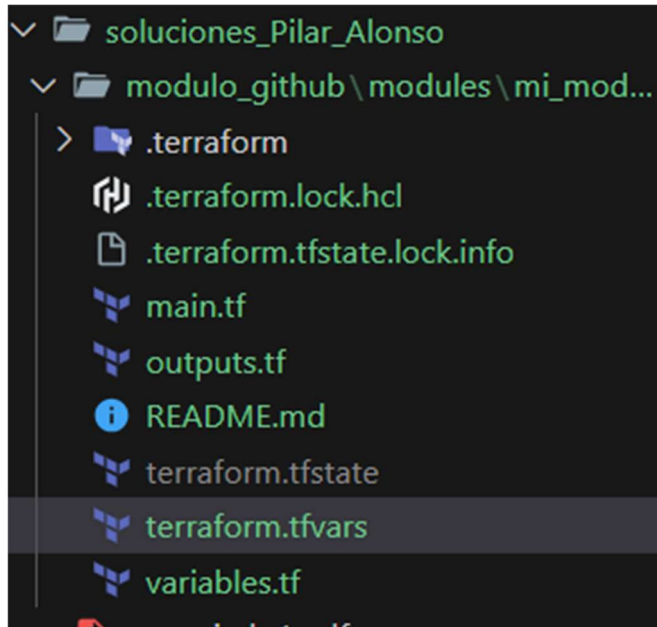 soluciones_Pilar_Alonso
modulo_github\modules\mi_mod...
.terraform
.terraform.lock.hcl
.terraform.tfstate.lock.info
main.tf
outputs.tf
README.md
terraform.tfstate
terraform.tfvars
variables.tf